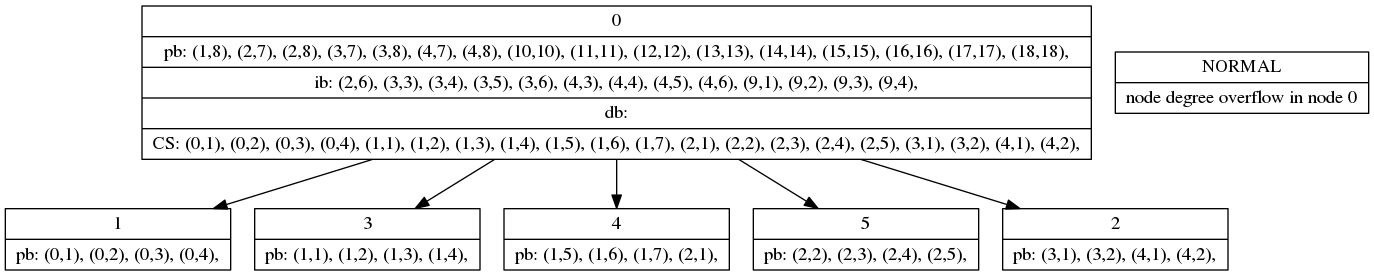 0
pb: (1,8), (2,7), (2,8), (3,7), (3,8), (4,7), (4,8), (10,10), (11,11), (12,12), (13,13), (14,14), (15,15), (16,16), (17,17), (18,18),
ib: (2,6), (3,3), (3,4), (3,5), (3,6), (4,3), (4,4), (4,5), (4,6), (9,1), (9,2), (9,3), (9,4),
db:
CS: (0,1), (0,2), (0,3), (0,4), (1,1), (1,2), (1,3), (1,4), (1,5), (1,6), (1,7), (2,1), (2,2), (2,3), (2,4), (2,5), (3,1), (3,2), (4,1), (4,2),
NORMAL
node degree overflow in node 0
1
pb: (0,1), (0,2), (0,3), (0,4),
3
pb: (1,1), (1,2), (1,3), (1,4),
4
pb: (1,5), (1,6), (1,7), (2,1),
5
pb: (2,2), (2,3), (2,4), (2,5),
2
pb: (3,1), (3,2), (4,1), (4,2),